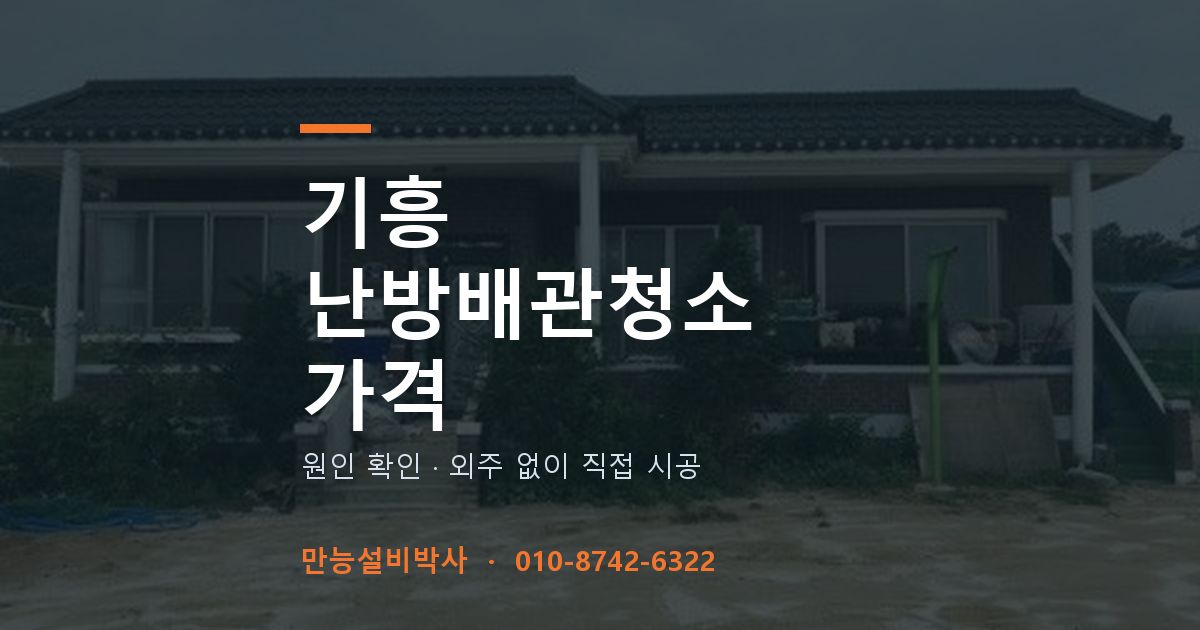 기흥
난방배관청소
가격
원인 확인 · 외주 없이 직접 시공
만능설비박사 · 010-8742-6322